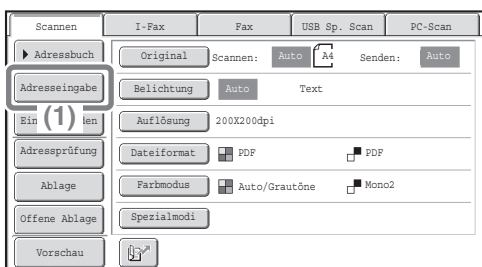 Scannen I-Fax Fax USB Sp. Scan PC-Scan
Adressbuch Original Scannen: Auto A4 Senden: Auto
Adresseingabe Belichtung Auto Text
(1) Auflösung 200X200dpi
Adressprüfung Dateiformat PDF PDF
Ablage Farbmodus Auto/Grautöne Mono2
Offene Ablage Spezialmodi
Vorschau